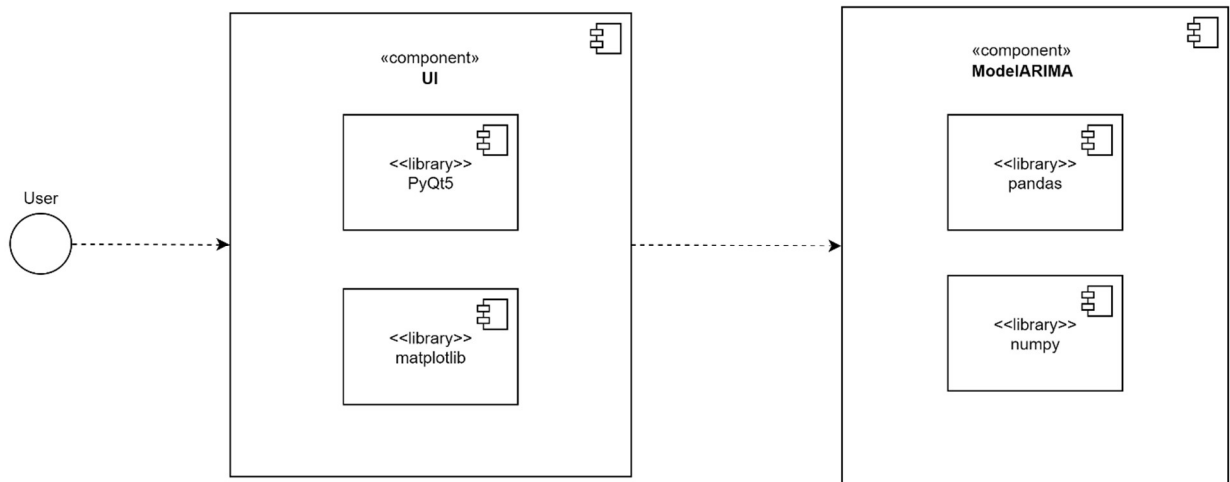 User
«component»
UI
<<library>>
PyQt5
<<library>>
matplotlib
«component»
ModelARIMA
<<library>>
pandas
<<library>>
numpy